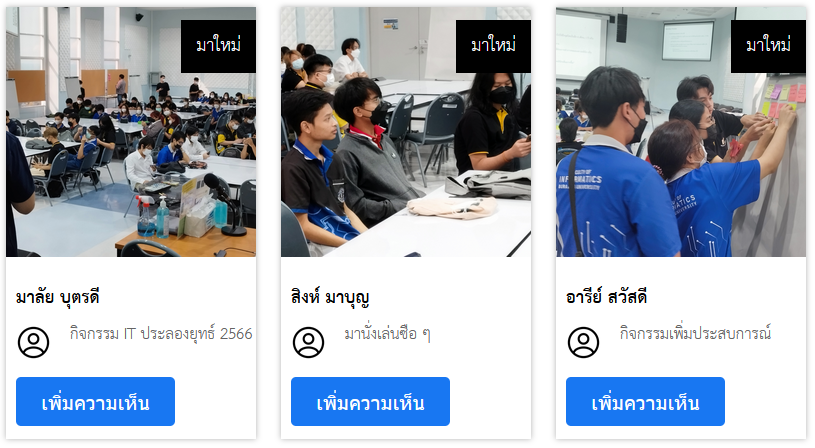 มาใหม่
มาใหม่
มาใหม่
INFORMATICS
มาลัย บุตรดี
สิงห์ มาบุญ
อารีย์ สวัสดี
กิจกรรม IT ประลองยุทธ์ 2566
มานั่งเล่นซือ ๆ
กิจกรรมเพิ่มประสบการณ์
เพิ่มความเห็น
เพิ่มความเห็น
เพิ่มความเห็น